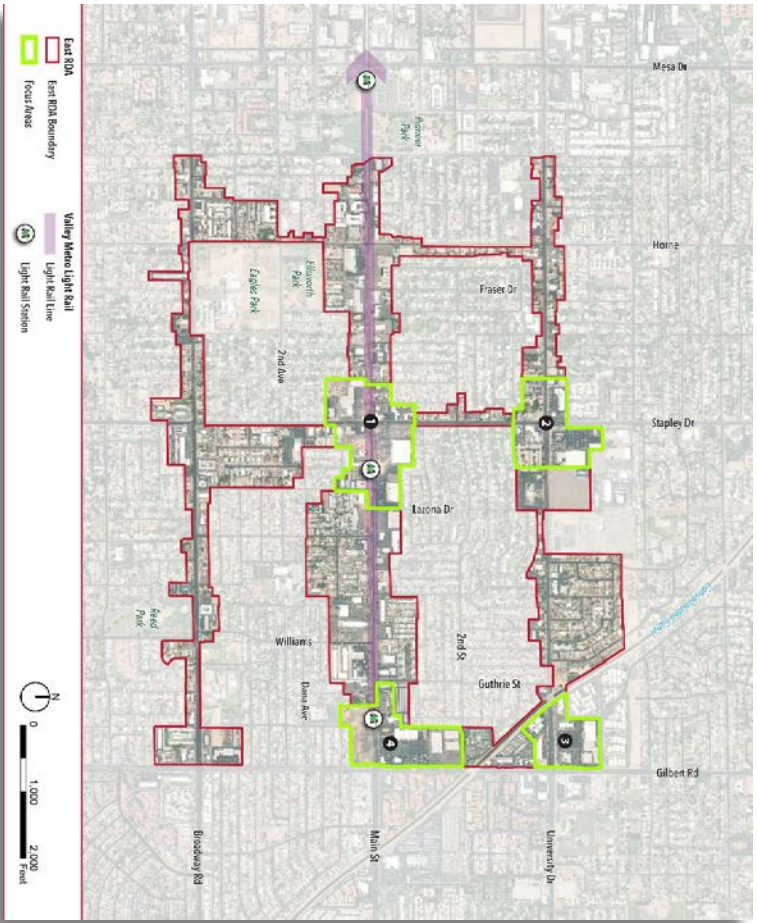 East RDA
East RDA Boundary
Focus Areas
Valley Metro Light Rail
Light Rail Line
Light Rail Station
N
0
1,000
2,000
Feet
Mesa Dr
Horne
Stapley Dr
Gilbert Rd
Broadway Rd
Main St
University Dr
Pioneer
Park
Ellsworth
Park
Eagles Park
Fraser Dr
2nd Ave
Lazona Dr
Reed
Park
Williams
2nd St
Guthrie St
Dana Ave
1
2
3
4